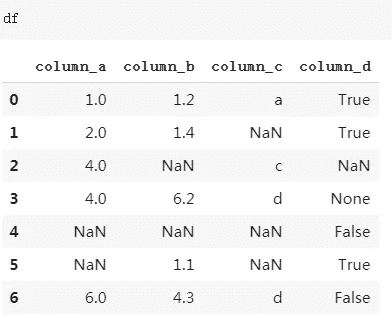 df
column_a column_b column_c column_d
0 1.0 1.2 a True
1 2.0 1.4 NaN True
2 4.0 NaN c NaN
3 4.0 6.2 d None
4 NaN NaN NaN False
5 NaN 1.1 NaN True
6 6.0 4.3 d False